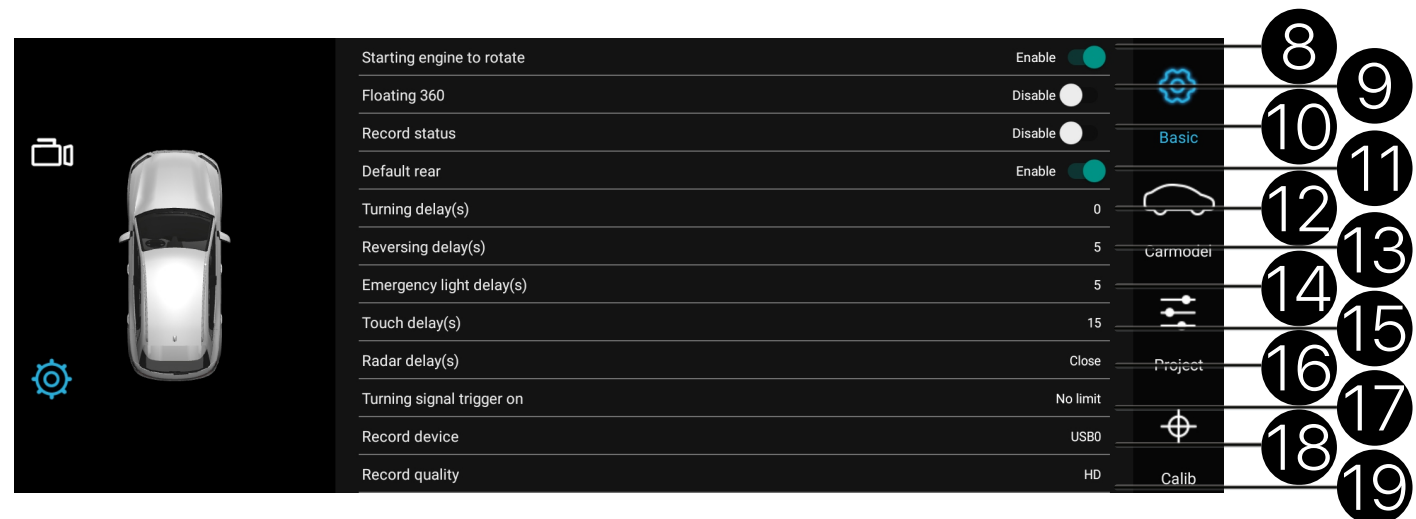 Starting engine to rotate Enable 8
Floating 360 Disable 9
Record status Disable 10
Basic
Default rear Enable 11
Turning delay(s) 0 12
Reversing delay(s) 5 13
Carmodel
Emergency light delay(s) 5 14
Touch delay(s) 15 15
Radar delay(s) Close 16
Project
Turning signal trigger on No limit 17
Record device USB0 18
Record quality HD 19
Calib